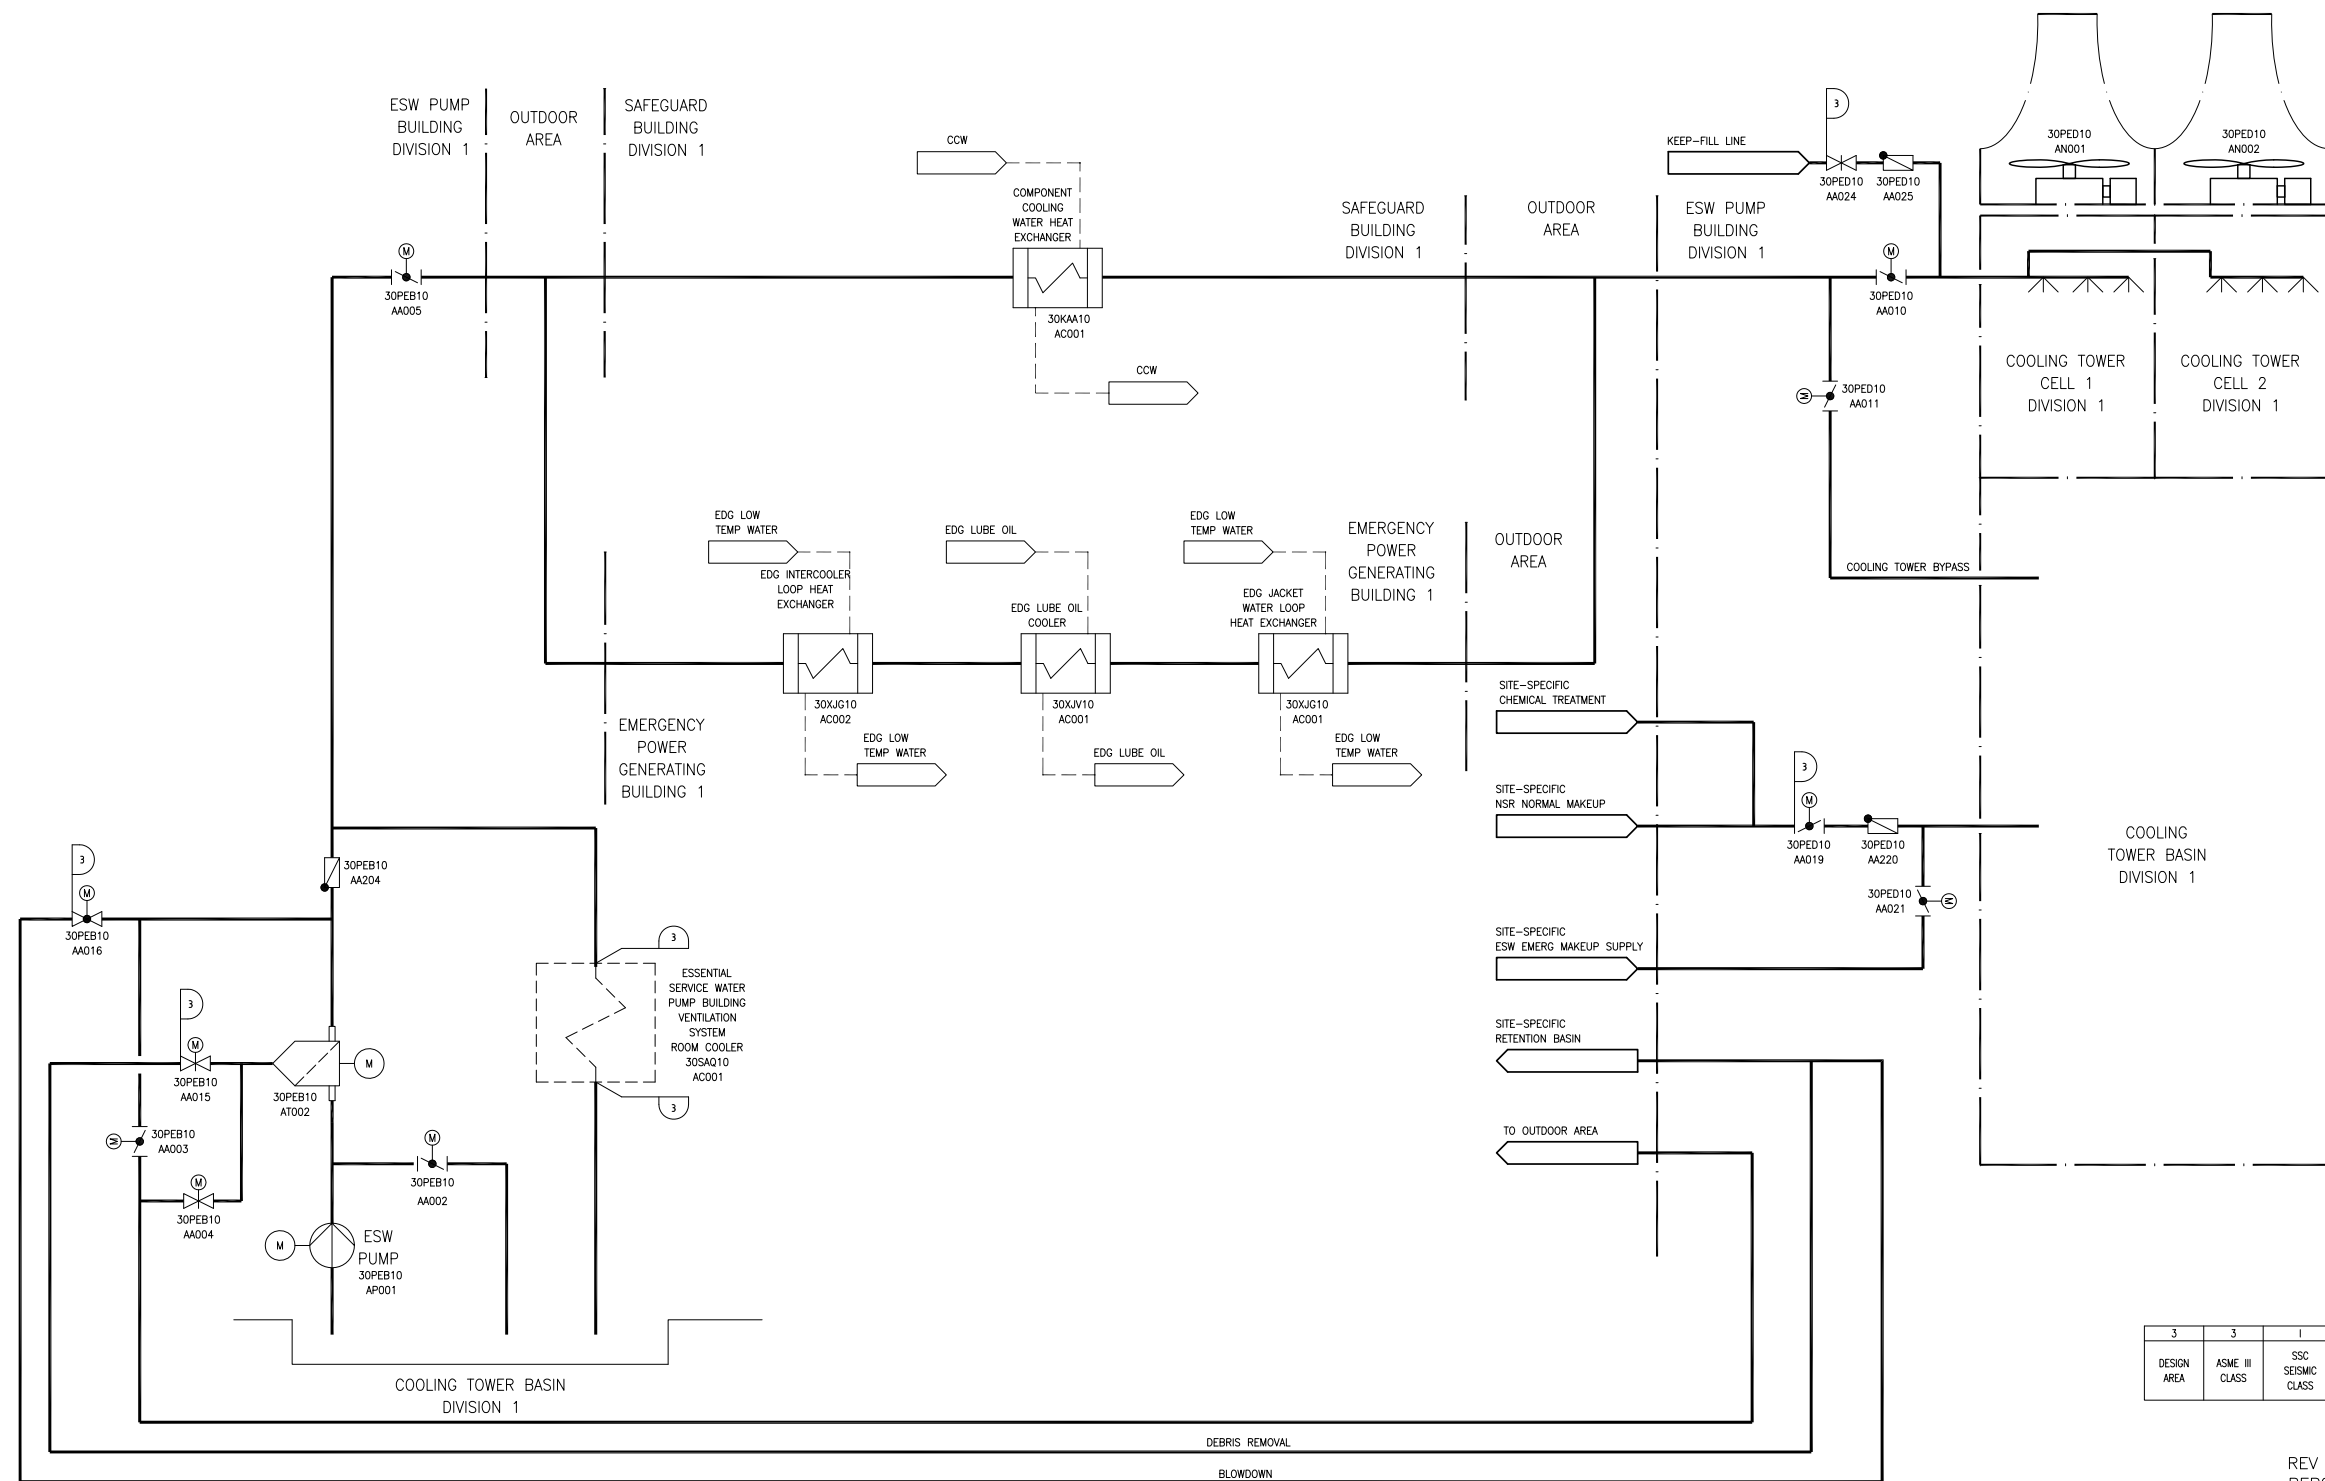 ESW PUMP
BUILDING
DIVISION 1
OUTDOOR
AREA
SAFEGUARD
BUILDING
DIVISION 1
CCW
COMPONENT
COOLING
WATER HEAT
EXCHANGER
30KAA10
AC001
CCW
M
30PEB10
AA005
SAFEGUARD
BUILDING
DIVISION 1
OUTDOOR
AREA
ESW PUMP
BUILDING
DIVISION 1
KEEP-FILL LINE
3
30PED10
AA024
30PED10
AA025
M
30PED10
AA010
30PED10
AN001
30PED10
AN002
M
30PED10
AA011
COOLING TOWER
CELL 1
DIVISION 1
COOLING TOWER
CELL 2
DIVISION 1
COOLING TOWER BYPASS
EDG LOW
TEMP WATER
EDG INTERCOOLER
LOOP HEAT
EXCHANGER
30XJG10
AC002
EDG LOW
TEMP WATER
EDG LUBE OIL
EDG LUBE OIL
COOLER
30XJV10
AC001
EDG LUBE OIL
EDG LOW
TEMP WATER
EDG JACKET
WATER LOOP
HEAT EXCHANGER
30XJG10
AC001
EDG LOW
TEMP WATER
EMERGENCY
POWER
GENERATING
BUILDING 1
OUTDOOR
AREA
EMERGENCY
POWER
GENERATING
BUILDING 1
SITE-SPECIFIC
CHEMICAL TREATMENT
SITE-SPECIFIC
NSR NORMAL MAKEUP
3
M
30PED10
AA019
30PED10
AA220
30PED10
AA021
M
COOLING
TOWER BASIN
DIVISION 1
SITE-SPECIFIC
ESW EMERG MAKEUP SUPPLY
SITE-SPECIFIC
RETENTION BASIN
TO OUTDOOR AREA
30PEB10
AA204
3
M
30PEB10
AA016
3
M
30PEB10
AA015
30PEB10
AT002
M
M
30PEB10
AA003
M
30PEB10
AA004
M
30PEB10
AA002
M
ESW
PUMP
30PEB10
AP001
3
ESSENTIAL
SERVICE WATER
PUMP BUILDING
VENTILATION
SYSTEM
ROOM COOLER
30SAQ10
AC001
3
COOLING TOWER BASIN
DIVISION 1
DEBRIS REMOVAL
BLOWDOWN
3 3 I
DESIGN
AREA
ASME III
CLASS
SSC
SEISMIC
CLASS
REV